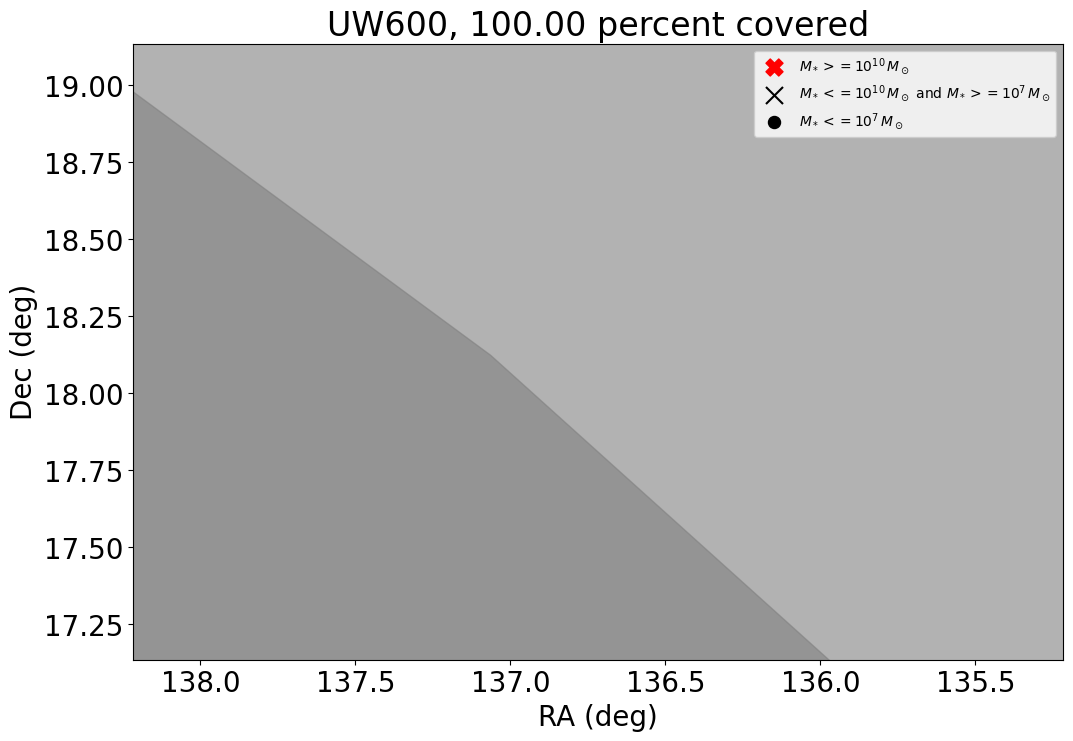 UW600, 100.00 percent covered
M* >= 10^10 M⊙
M* <= 10^10 M⊙ and M* >= 10^7 M⊙
M* <= 10^7 M⊙
19.00
18.75
18.50
18.25
18.00
17.75
17.50
17.25
Dec (deg)
138.0 137.5 137.0 136.5 136.0 135.5
RA (deg)